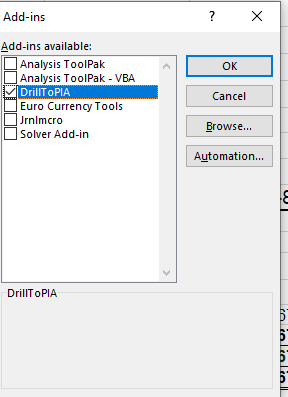 Add-ins
Add-ins available:
Analysis ToolPak
Analysis ToolPak - VBA
DrillToPIA
Euro Currency Tools
Jrnlmcro
Solver Add-in
OK
Cancel
Browse...
Automation...
DrillToPIA